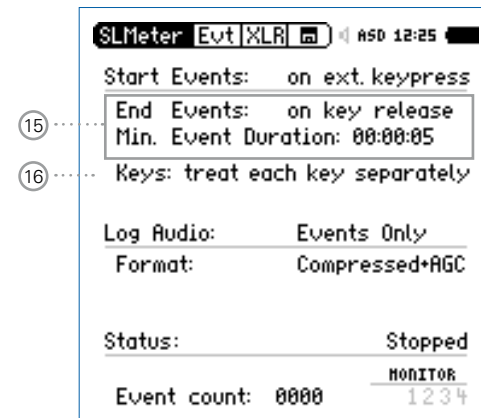 SLMeter Evt XLR ASD 12:25
Start Events: on ext. keypress
15 End Events: on key release
Min. Event Duration: 00:00:05
16 Keys: treat each key separately
Log Audio: Events Only
Format: Compressed+AGC
Status: Stopped
MONITOR
Event count: 0000 1234